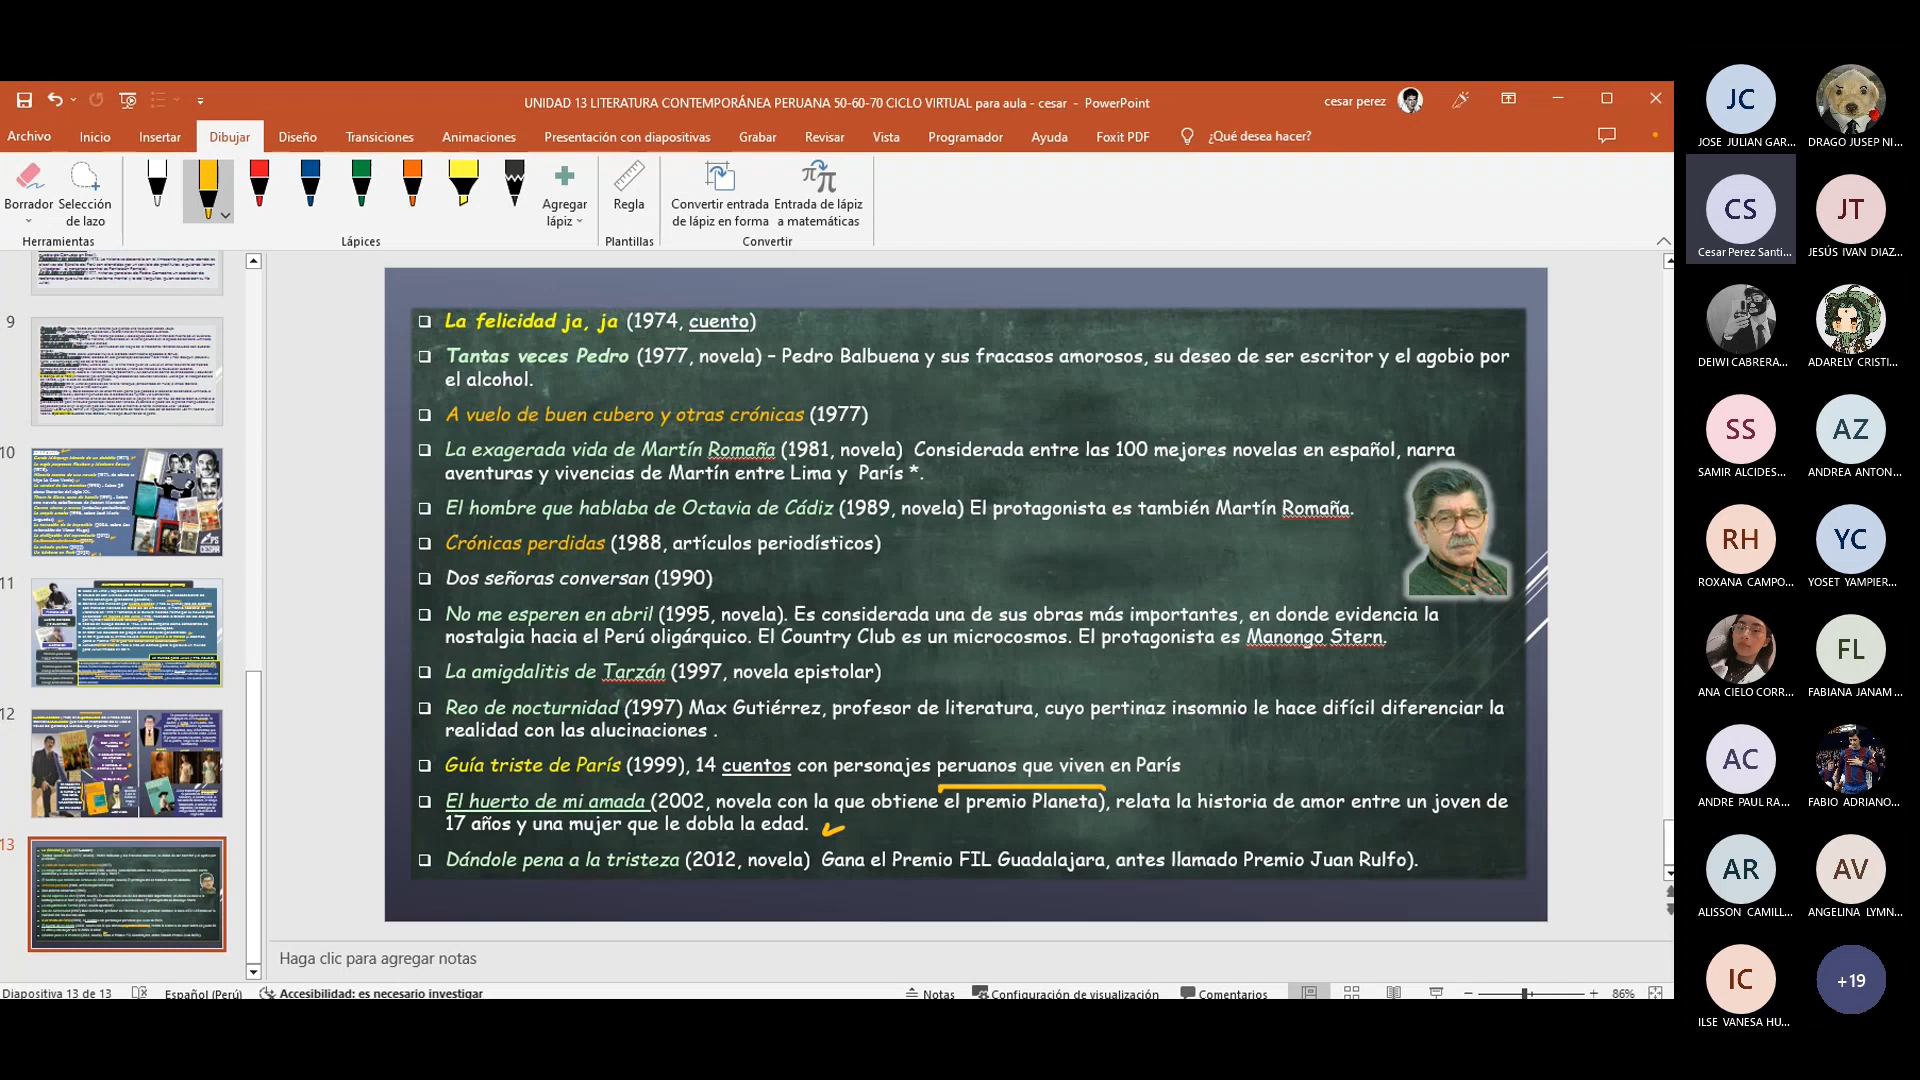 UNIDAD 13 LITERATURA CONTEMPORÁNEA PERUANA 50-60-70 CICLO VIRTUAL para aula - cesar - PowerPoint
cesar perez
Archivo Inicio Insertar Dibujar Diseño Transiciones Animaciones Presentación con diapositivas Grabar Revisar Vista Programador Ayuda Foxit PDF ¿Qué desea hacer?
Borrador
Selección de lazo
Herramientas
Agregar lápiz
Lápices
Regla
Plantillas
Convertir entrada de lápiz en forma
Entrada de lápiz a matemáticas
Convertir
9
10
11
12
13
La felicidad ja, ja (1974, cuento)
Tantas veces Pedro (1977, novela) – Pedro Balbuena y sus fracasos amorosos, su deseo de ser escritor y el agobio por
el alcohol.
A vuelo de buen cubero y otras crónicas (1977)
La exagerada vida de Martín Romaña (1981, novela) Considerada entre las 100 mejores novelas en español, narra
aventuras y vivencias de Martín entre Lima y París *.
El hombre que hablaba de Octavia de Cádiz (1989, novela) El protagonista es también Martín Romaña.
Crónicas perdidas (1988, artículos periodísticos)
Dos señoras conversan (1990)
No me esperen en abril (1995, novela). Es considerada una de sus obras más importantes, en donde evidencia la
nostalgia hacia el Perú oligárquico. El Country Club es un microcosmos. El protagonista es Manongo Stern.
La amigdalitis de Tarzán (1997, novela epistolar)
Reo de nocturnidad (1997) Max Gutiérrez, profesor de literatura, cuyo pertinaz insomnio le hace difícil diferenciar la
realidad con las alucinaciones .
Guía triste de París (1999), 14 cuentos con personajes peruanos que viven en París
El huerto de mi amada (2002, novela con la que obtiene el premio Planeta), relata la historia de amor entre un joven de
17 años y una mujer que le dobla la edad.
Dándole pena a la tristeza (2012, novela) Gana el Premio FIL Guadalajara, antes llamado Premio Juan Rulfo).
Haga clic para agregar notas
Diapositiva 13 de 13 Español (Perú) Accesibilidad: es necesario investigar Notas Configuración de visualización Comentarios 86%
JC
JOSE JULIAN GAR...
DRAGO JUSEP NI...
CS
Cesar Perez Santi...
JT
JESÚS IVAN DIAZ...
DEIWI CABRERA...
ADARELY CRISTI...
SS
SAMIR ALCIDES...
AZ
ANDREA ANTON...
RH
ROXANA CAMPO...
YC
YOSET YAMPIER...
ANA CIELO CORR...
FL
FABIANA JANAM ...
AC
ANDRE PAUL RA...
FABIO ADRIANO...
AR
ALISSON CAMILL...
AV
ANGELINA LYMN...
IC
ILSE VANESA HU...
+19